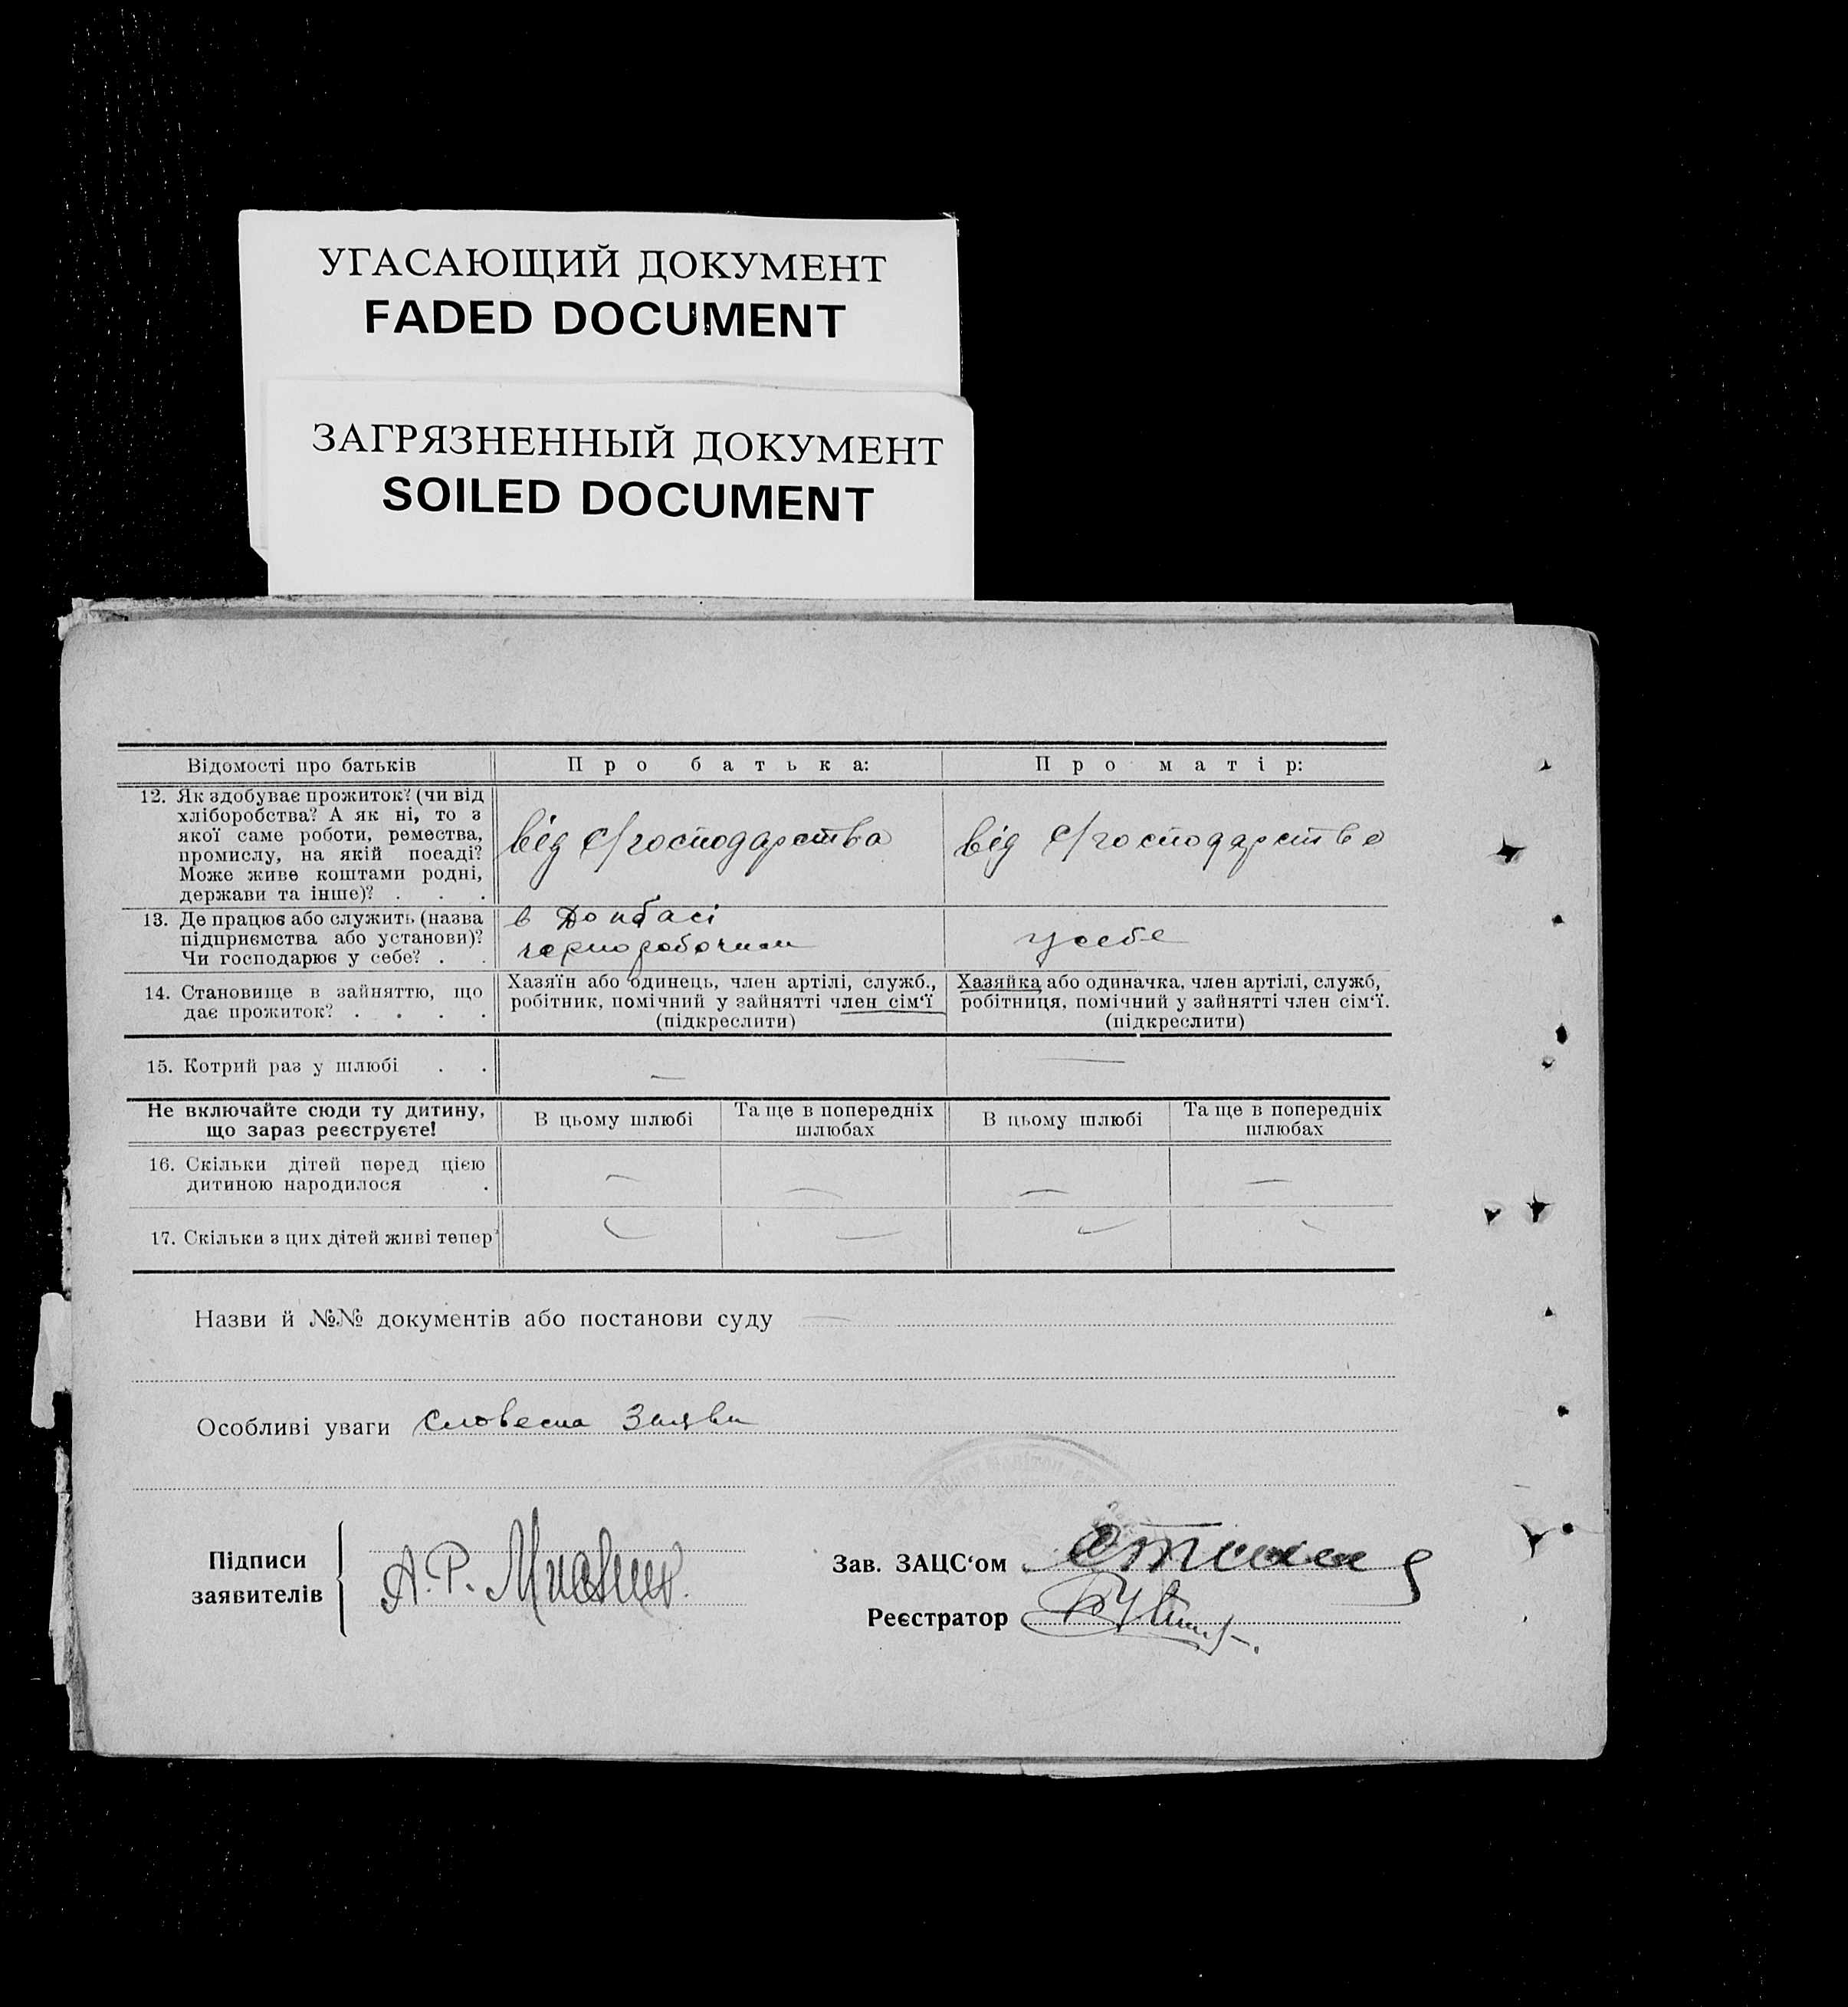 УГАСАЮЩИЙ ДОКУМЕНТ
FADED DOCUMENT
ЗАГРЯЗНЕННЫЙ ДОКУМЕНТ
SOILED DOCUMENT
Відомості про батьків
Про батька:
Про матір:
12. Як здобуває прожиток? (чи від
хліборобства? А як ні, то з
якої саме роботи, ремества,
промислу, на якій посаді?
Може живе коштами родні,
держави та інше)? . . .
від с/господарства
від с/господарства
13. Де працює або служить (назва
підприємства або установи)?
Чи господарює у себе? . .
в Донбасі
чорноробочим
у себе
14. Становище в зайняттю, що
дає прожиток? . . . .
Хазяїн або одинець, член артілі, служб.,
робітник, помічний у зайнятті член сім'ї
(підкреслити)
Хазяйка або одиначка, член артілі, служб,
робітниця, помічний у зайнятті член сім'ї.
(підкреслити)
15. Котрий раз у шлюбі . .
—
—
Не включайте сюди ту дитину,
що зараз реєструєте!
В цьому шлюбі
Та ще в попередніх
шлюбах
В цьому шлюбі
Та ще в попередніх
шлюбах
16. Скільки дітей перед цією
дитиною народилося .
— — — —
17. Скільки з цих дітей живі тепер
— — — —
Назви й №№ документів або постанови суду —
Особливі уваги словесна заява
Підписи
заявителів
А. Р.
Зав. ЗАЦС'ом
Реєстратор